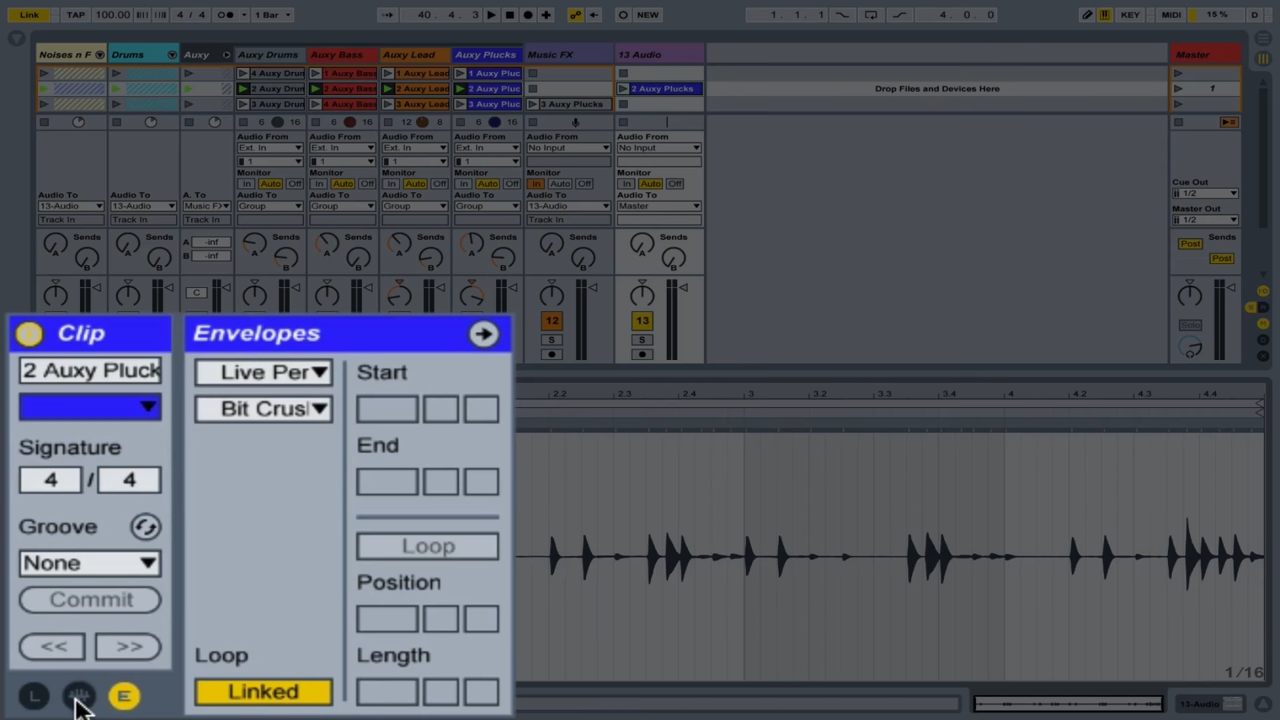 Link TAP 100.00 4 / 4 1 Bar 40. 4. 3 NEW 1. 1. 1 4. 0. 0 KEY MIDI 15 % D
Noises n F Drums Auxy Auxy Drums Auxy Bass Auxy Lead Auxy Plucks Music FX 13 Audio Master
4 Auxy Drun 1 Auxy Bass 1 Auxy Lead 1 Auxy Pluc
2 Auxy Drun 2 Auxy Bass 2 Auxy Lead 2 Auxy Pluc 2 Auxy Plucks Drop Files and Devices Here 1
3 Auxy Drun 4 Auxy Bass 3 Auxy Lead 3 Auxy Pluc 3 Auxy Plucks
6 16 6 16 12 8 6 16
Audio From Audio From Audio From Audio From Audio From Audio From
Ext. In Ext. In Ext. In Ext. In No Input No Input
1 1 1 1
Monitor Monitor Monitor Monitor Monitor Monitor
In Auto Off In Auto Off In Auto Off In Auto Off In Auto Off In Auto Off Cue Out
Audio To Audio To A. To Audio To Audio To Audio To Audio To Audio To Audio To 1/2
13-Audio 13-Audio Music FX Group Group Group Group 13-Audio Master Master Out
Track In Track In Track In 1/2
Sends Sends A -inf Sends Sends Sends Sends Sends Sends Post Sends
A B A B B -inf A B A B A B A B A B A B Post
C
12 13 Solo
S S
Clip Envelopes
2 Auxy Pluck Live Per Start
Bit Crus
Signature End
4 / 4
Groove
None Loop
Commit Position
<< >>
Loop Length
L E Linked
2.2 2.3 2.4 3 3.2 3.3 3.4 4 4.2 4.3 4.4
1/16
13-Audio